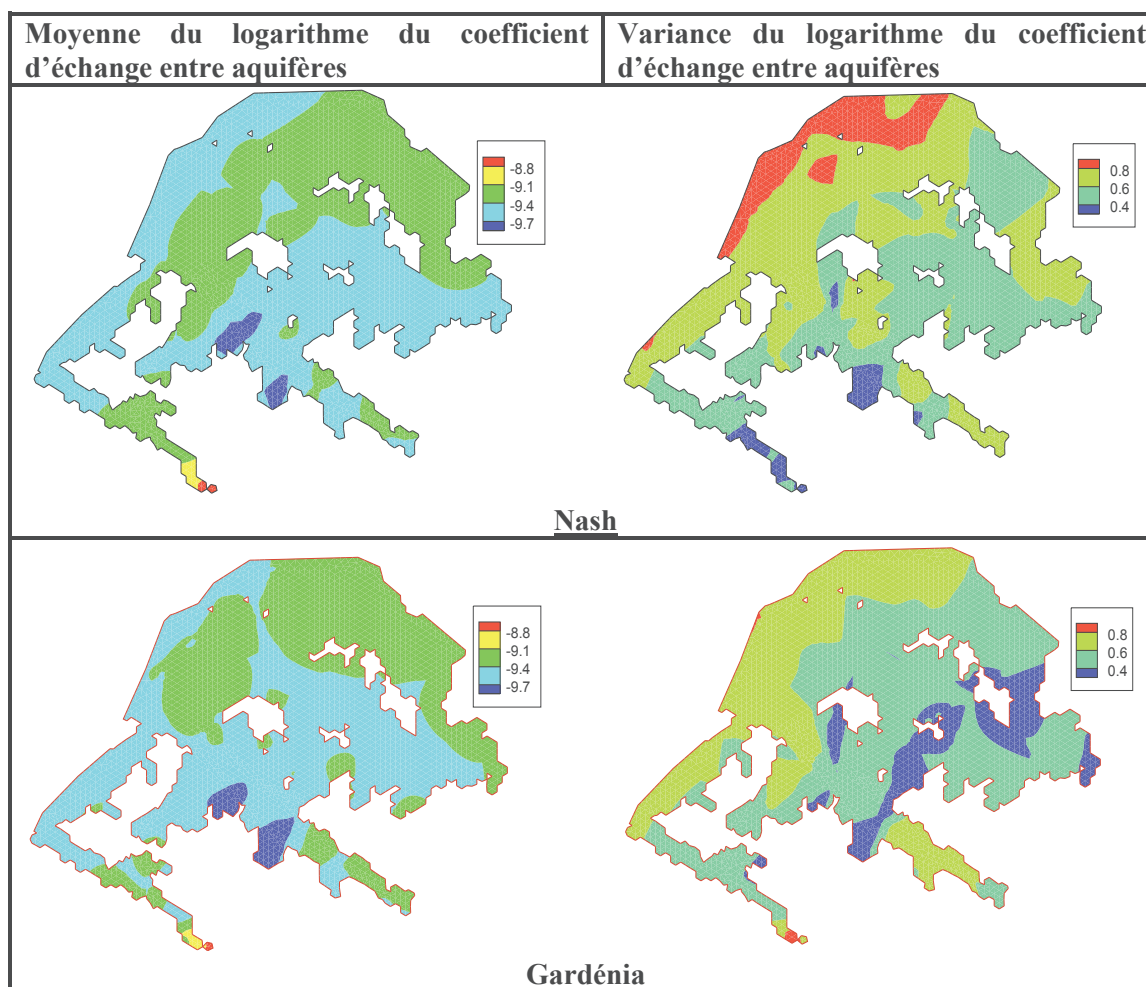 Moyenne du logarithme du coefficient
d’échange entre aquifères
Variance du logarithme du coefficient
d’échange entre aquifères
-8.8
-9.1
-9.4
-9.7
0.8
0.6
0.4
Nash
-8.8
-9.1
-9.4
-9.7
0.8
0.6
0.4
Gardénia